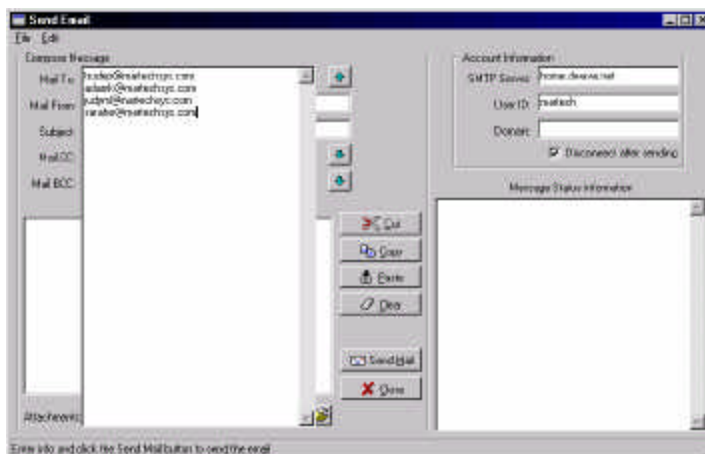 Send Email
File Edit
Compose Message
Mail To:
Mail From:
Subject:
Mail CC:
Mail BCC:
Attachments:
Cut
Copy
Paste
Clear
Send Mail
Close
Account Information
SMTP Server:
User ID: martech
Domain:
Disconnect after sending
Message Status Information
Enter info and click the Send Mail button to send the email